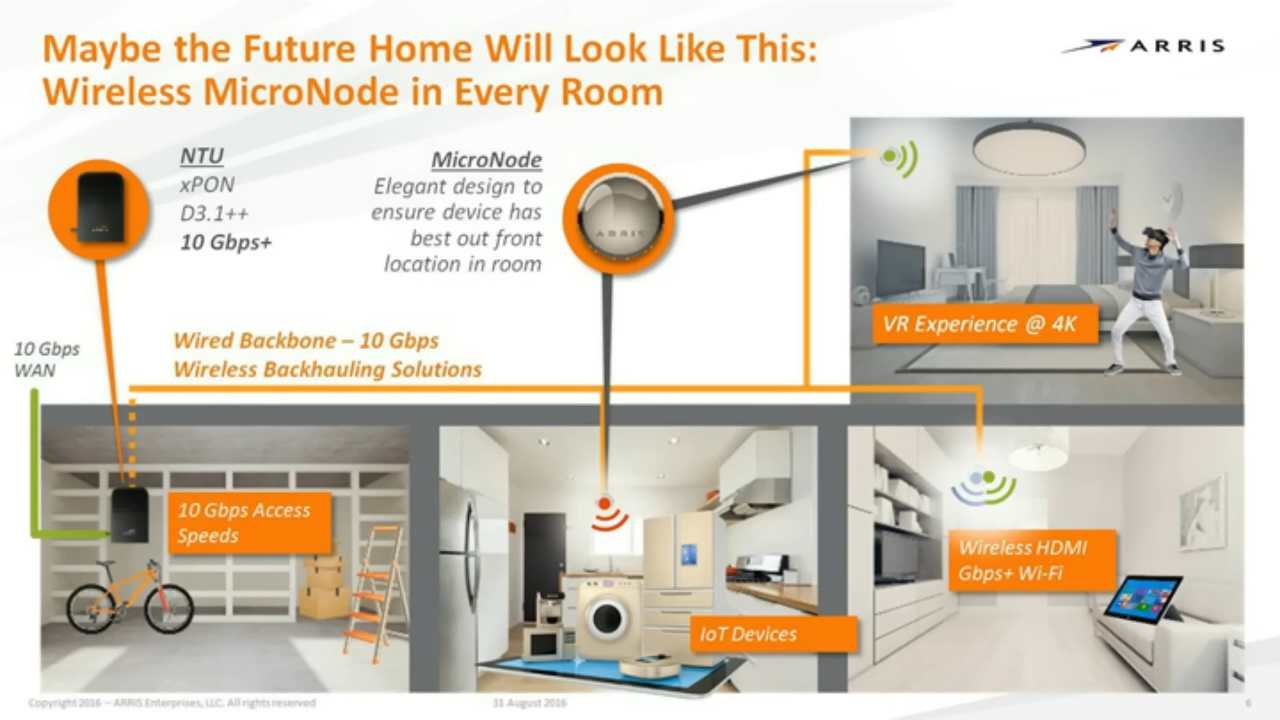 Maybe the Future Home Will Look Like This:
Wireless MicroNode in Every Room
ARRIS
NTU
xPON
D3.1++
10 Gbps+
MicroNode
Elegant design to
ensure device has
best out front
location in room
ARRIS
VR Experience @ 4K
10 Gbps
WAN
Wired Backbone – 10 Gbps
Wireless Backhauling Solutions
10 Gbps Access
Speeds
IoT Devices
Wireless HDMI
Gbps+ Wi-Fi
Copyright 2016 – ARRIS Enterprises, LLC. All rights reserved
31 August 2016
6